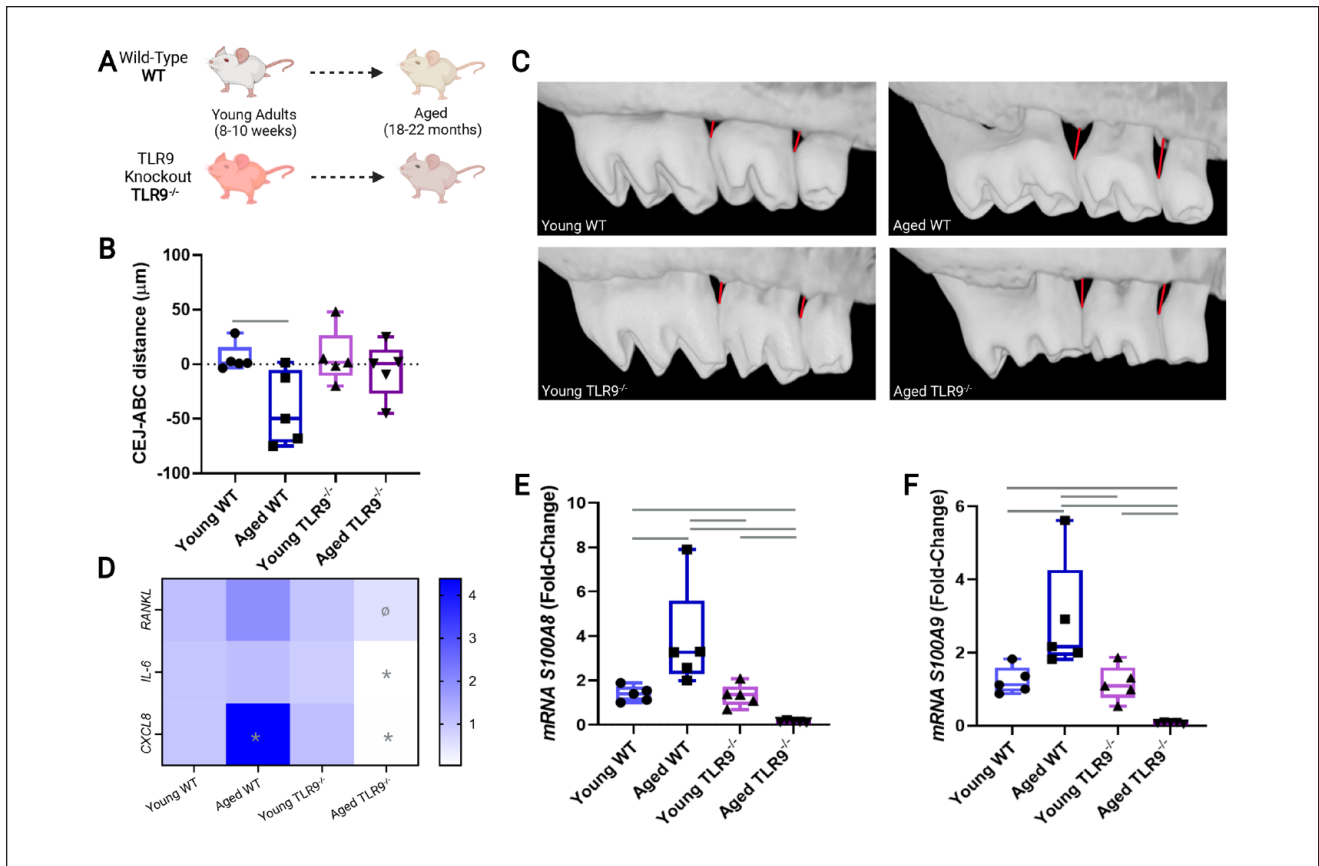 A
Wild-Type
WT
Young Adults
(8-10 weeks)
Aged
(18-22 months)
TLR9
Knockout
TLR9-/-
B
CEJ-ABC distance (μm)
100
50
0
-50
-100
Young WT
Aged WT
Young TLR9-/-
Aged TLR9-/-
C
Young WT
Aged WT
Young TLR9-/-
Aged TLR9-/-
D
RANKL
IL-6
CXCL8
ø
*
*
*
4
3
2
1
Young WT
Aged WT
Young TLR9-/-
Aged TLR9-/-
E
mRNA S100A8 (Fold-Change)
10
8
6
4
2
0
Young WT
Aged WT
Young TLR9-/-
Aged TLR9-/-
F
mRNA S100A9 (Fold-Change)
6
4
2
0
Young WT
Aged WT
Young TLR9-/-
Aged TLR9-/-